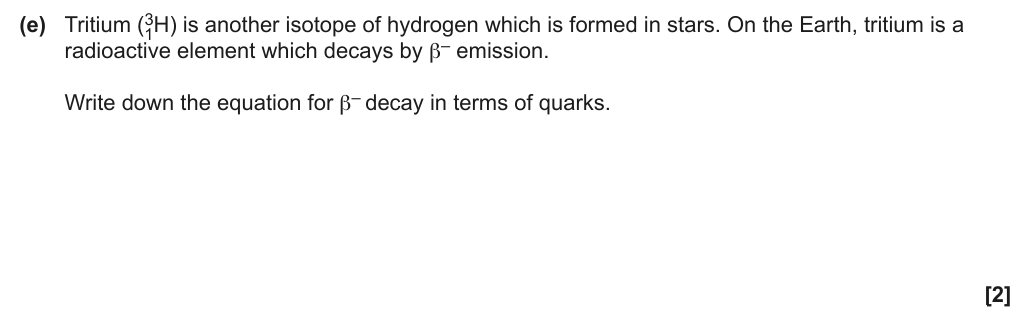 (e) Tritium (³₁H) is another isotope of hydrogen which is formed in stars. On the Earth, tritium is a
radioactive element which decays by β⁻ emission.
Write down the equation for β⁻ decay in terms of quarks.
[2]